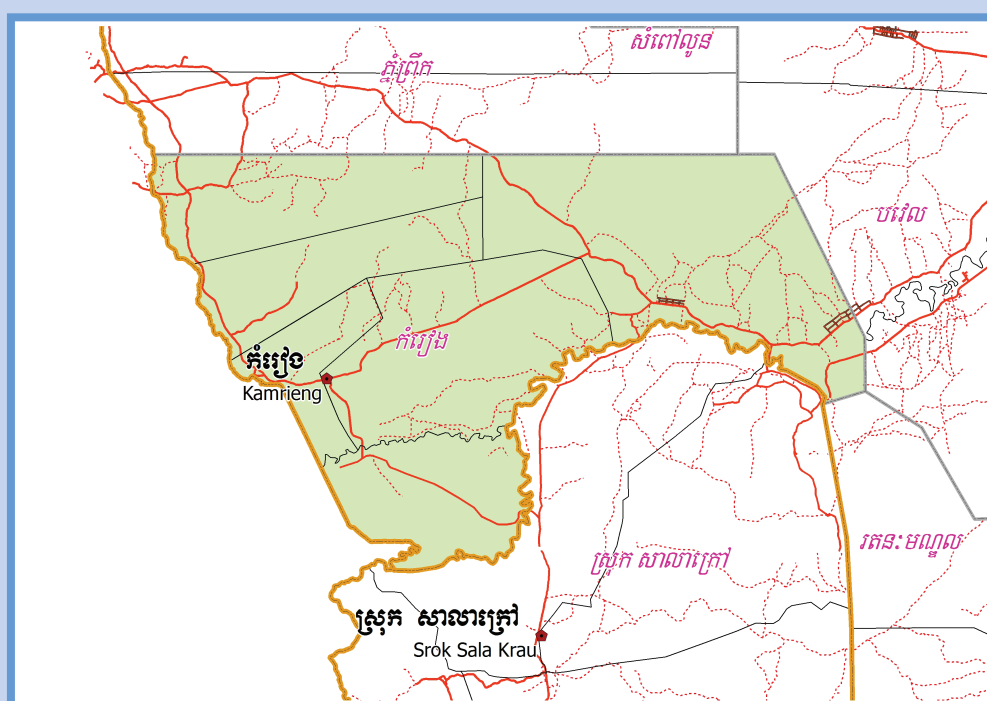 សំពៅលូន
ភ្នំព្រឹក
បវេល
កំរៀង
កំរៀង
Kamrieng
រតនៈមណ្ឌល
ស្រុក សាលាក្រៅ
ស្រុក សាលាក្រៅ
Srok Sala Krau